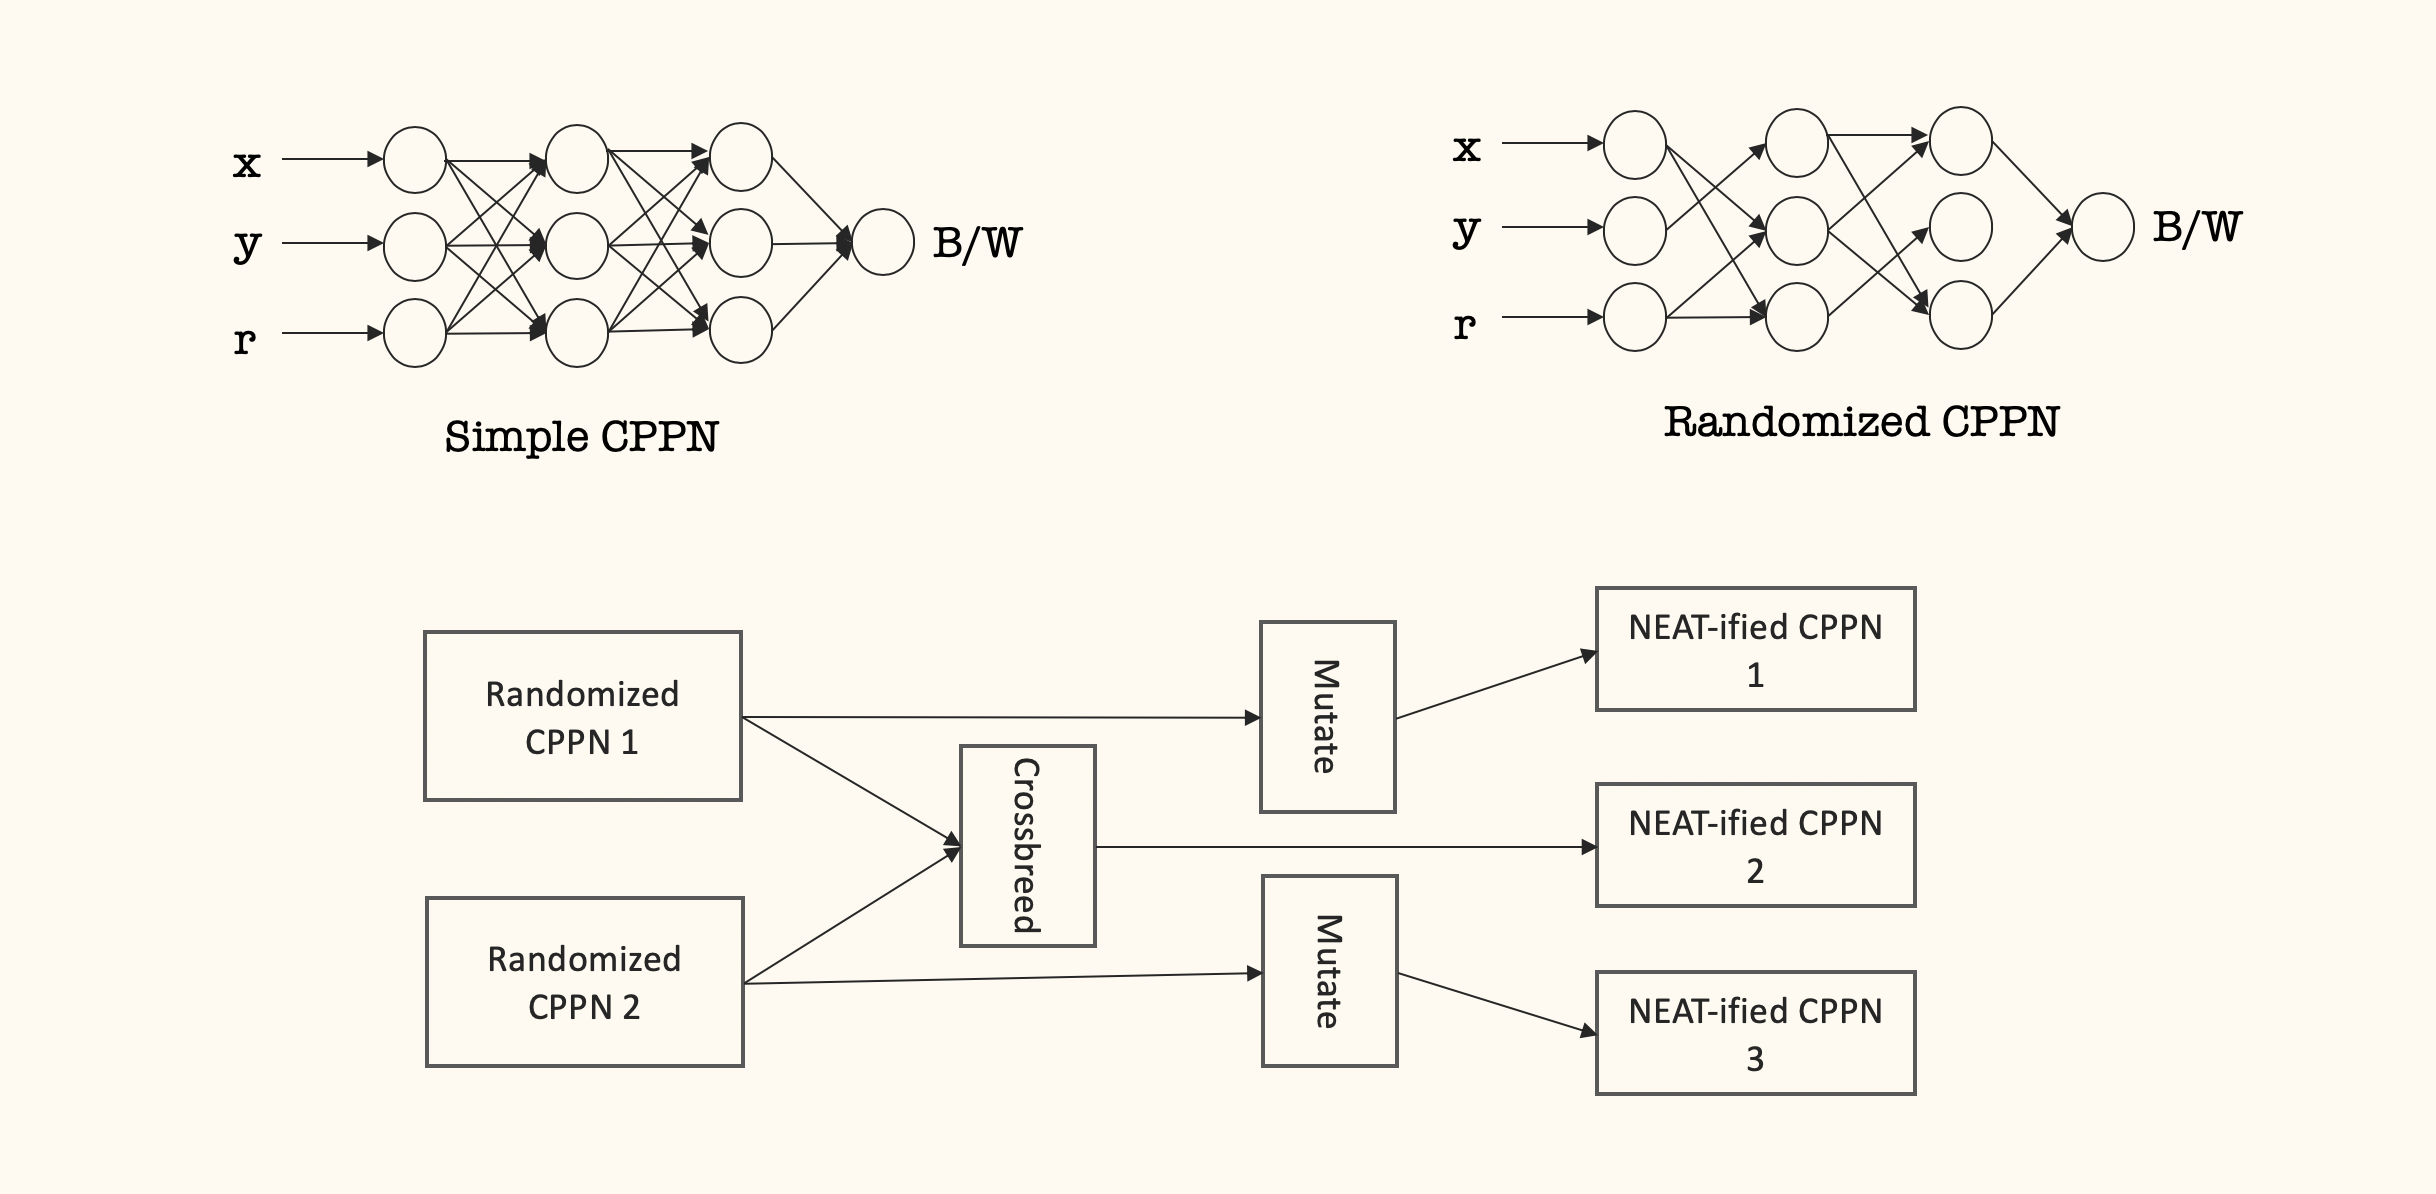 x
y
r
B/W
Simple CPPN
x
y
r
B/W
Randomized CPPN
Randomized
CPPN 1
Randomized
CPPN 2
Crossbreed
Mutate
Mutate
NEAT-ified CPPN
1
NEAT-ified CPPN
2
NEAT-ified CPPN
3